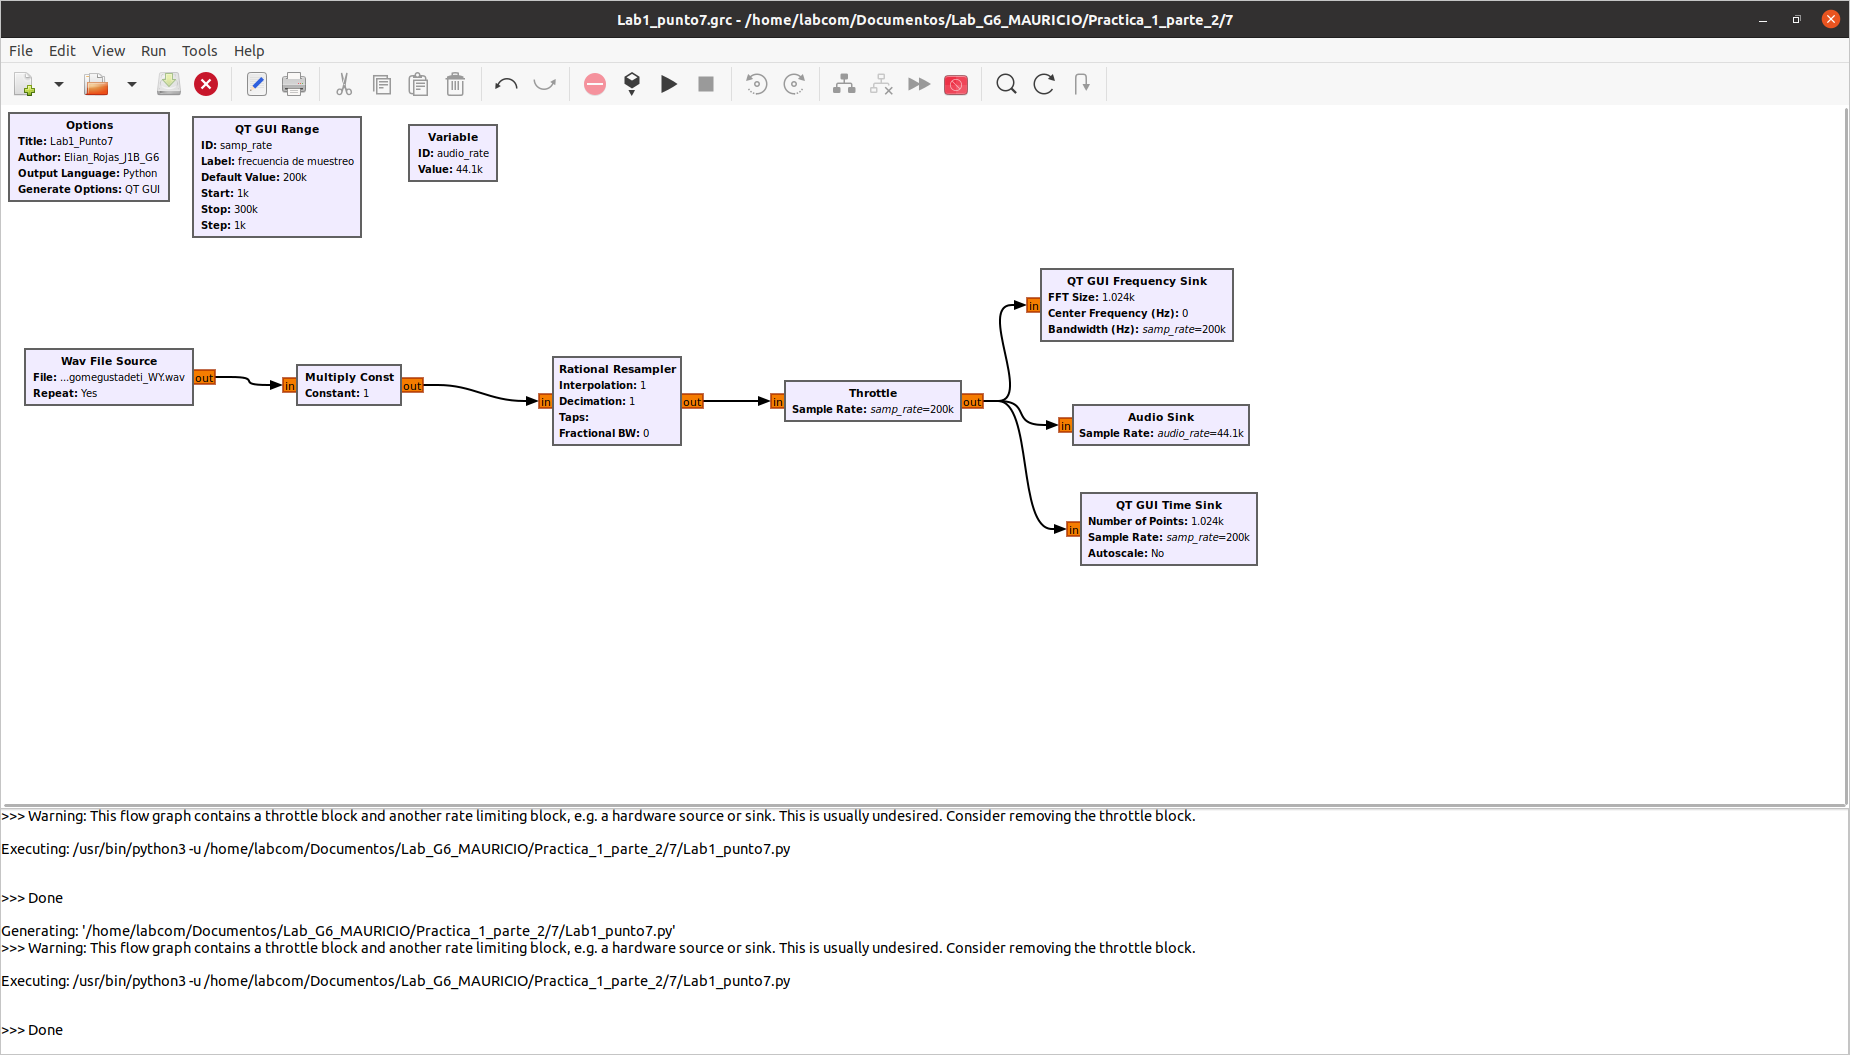 Lab1_punto7.grc - /home/labcom/Documentos/Lab_G6_MAURICIO/Practica_1_parte_2/7
File Edit View Run Tools Help
Options
Title: Lab1_Punto7
Author: Elian_Rojas_J1B_G6
Output Language: Python
Generate Options: QT GUI
QT GUI Range
ID: samp_rate
Label: frecuencia de muestreo
Default Value: 200k
Start: 1k
Stop: 300k
Step: 1k
Variable
ID: audio_rate
Value: 44.1k
Wav File Source
File: ...gomegustadeti_WY.wav
Repeat: Yes
out
in
Multiply Const
Constant: 1
out
in
Rational Resampler
Interpolation: 1
Decimation: 1
Taps:
Fractional BW: 0
out
in
Throttle
Sample Rate: samp_rate=200k
out
in
QT GUI Frequency Sink
FFT Size: 1.024k
Center Frequency (Hz): 0
Bandwidth (Hz): samp_rate=200k
in
Audio Sink
Sample Rate: audio_rate=44.1k
in
QT GUI Time Sink
Number of Points: 1.024k
Sample Rate: samp_rate=200k
Autoscale: No
>>> Warning: This flow graph contains a throttle block and another rate limiting block, e.g. a hardware source or sink. This is usually undesired. Consider removing the throttle block.
Executing: /usr/bin/python3 -u /home/labcom/Documentos/Lab_G6_MAURICIO/Practica_1_parte_2/7/Lab1_punto7.py
>>> Done
Generating: '/home/labcom/Documentos/Lab_G6_MAURICIO/Practica_1_parte_2/7/Lab1_punto7.py'
>>> Warning: This flow graph contains a throttle block and another rate limiting block, e.g. a hardware source or sink. This is usually undesired. Consider removing the throttle block.
Executing: /usr/bin/python3 -u /home/labcom/Documentos/Lab_G6_MAURICIO/Practica_1_parte_2/7/Lab1_punto7.py
>>> Done